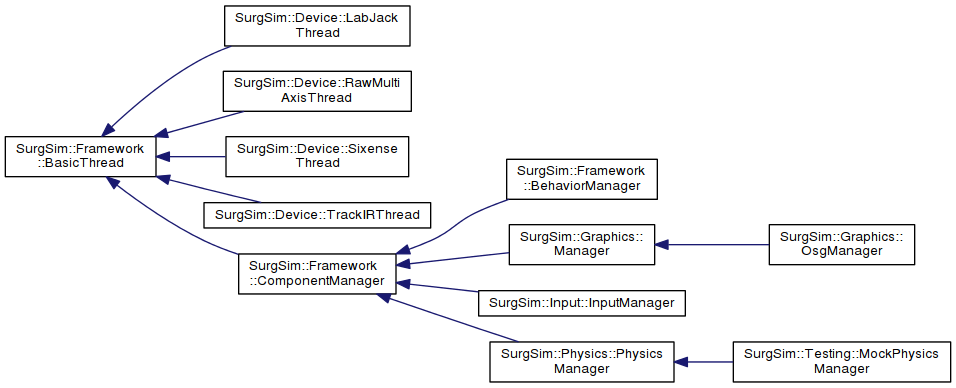 SurgSim::Device::LabJack
Thread
SurgSim::Device::RawMulti
AxisThread
SurgSim::Framework
::BasicThread
SurgSim::Device::Sixense
Thread
SurgSim::Device::TrackIRThread
SurgSim::Framework
::ComponentManager
SurgSim::Framework
::BehaviorManager
SurgSim::Graphics::
Manager
SurgSim::Graphics::
OsgManager
SurgSim::Input::InputManager
SurgSim::Physics::Physics
Manager
SurgSim::Testing::MockPhysics
Manager